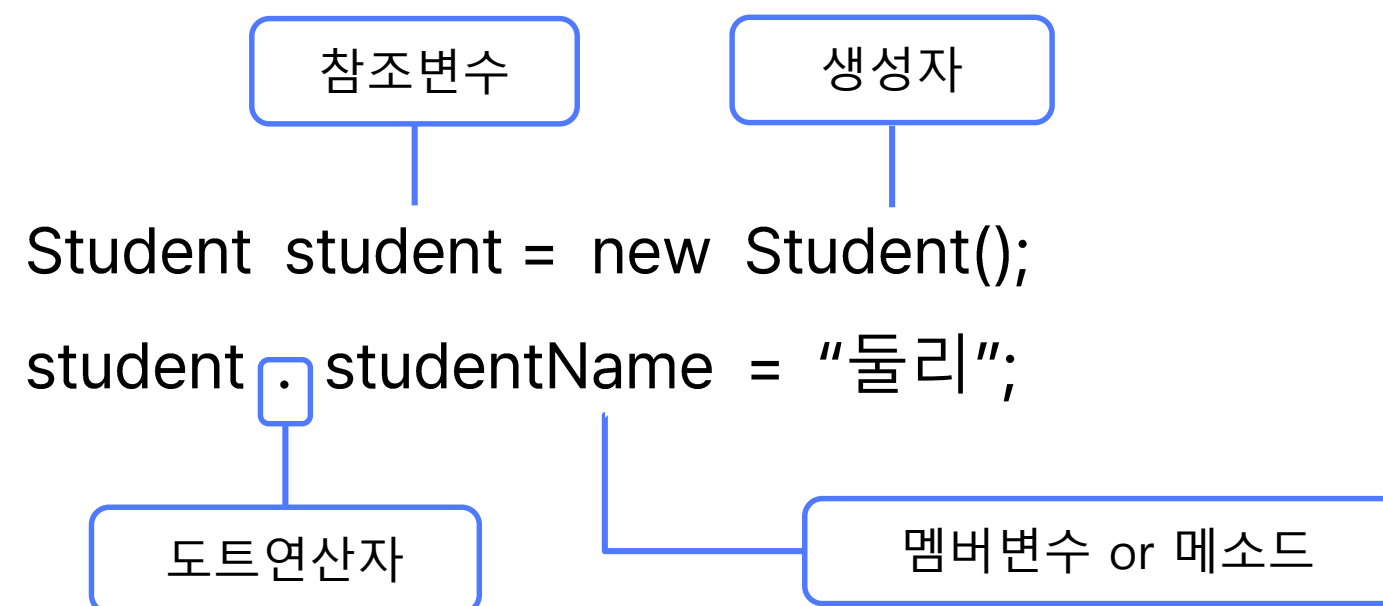 참조변수
생성자
Student student = new Student();
student . studentName = “둘리”;
도트연산자
멤버변수 or 메소드